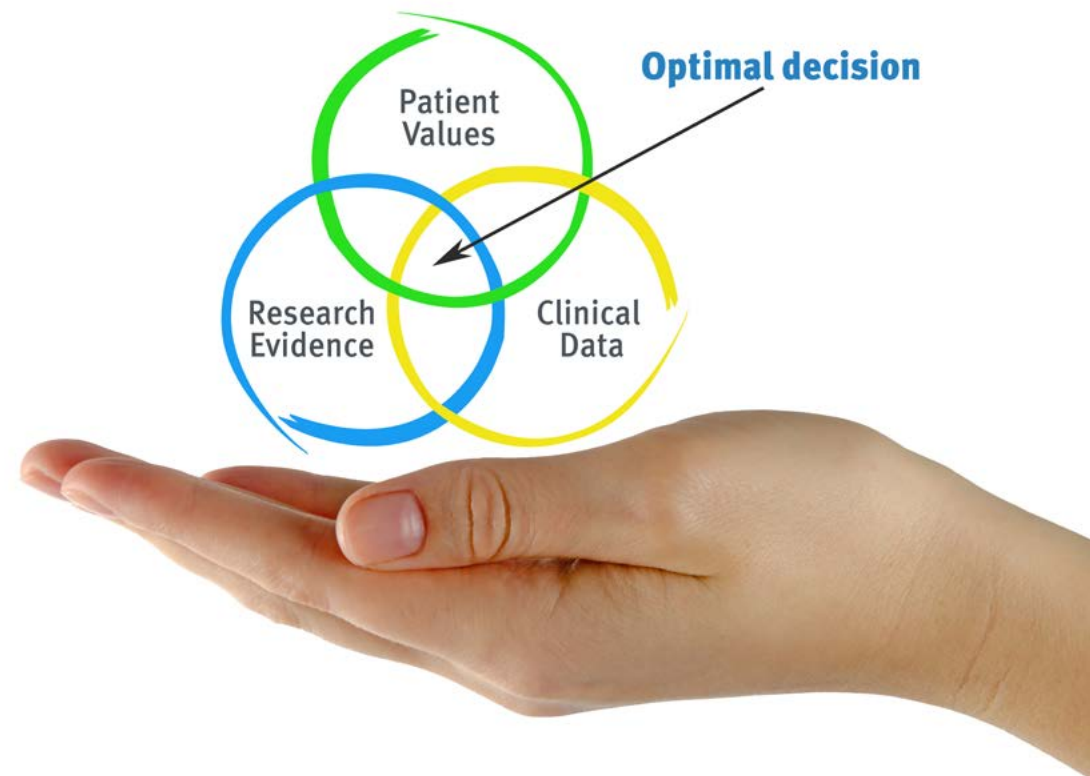 Optimal decision
Patient
Values
Research
Evidence
Clinical
Data